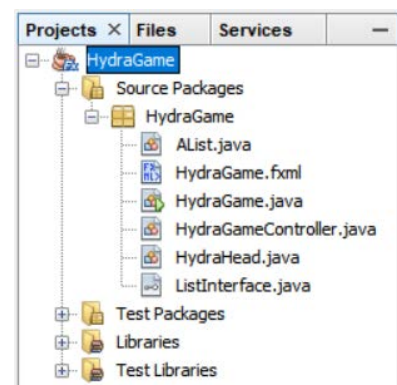 Projects × Files Services
HydraGame
Source Packages
HydraGame
AList.java
HydraGame.fxml
HydraGame.java
HydraGameController.java
HydraHead.java
ListInterface.java
Test Packages
Libraries
Test Libraries